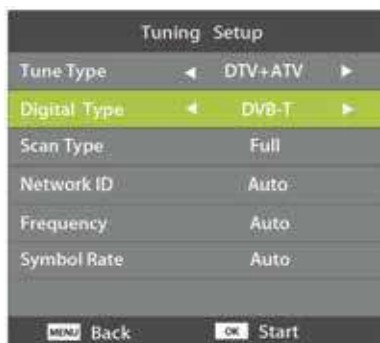 Tuning Setup
Tune Type ◀ DTV+ATV ▶
Digital Type ◀ DVB-T ▶
Scan Type Full
Network ID Auto
Frequency Auto
Symbol Rate Auto
MENU Back OK Start